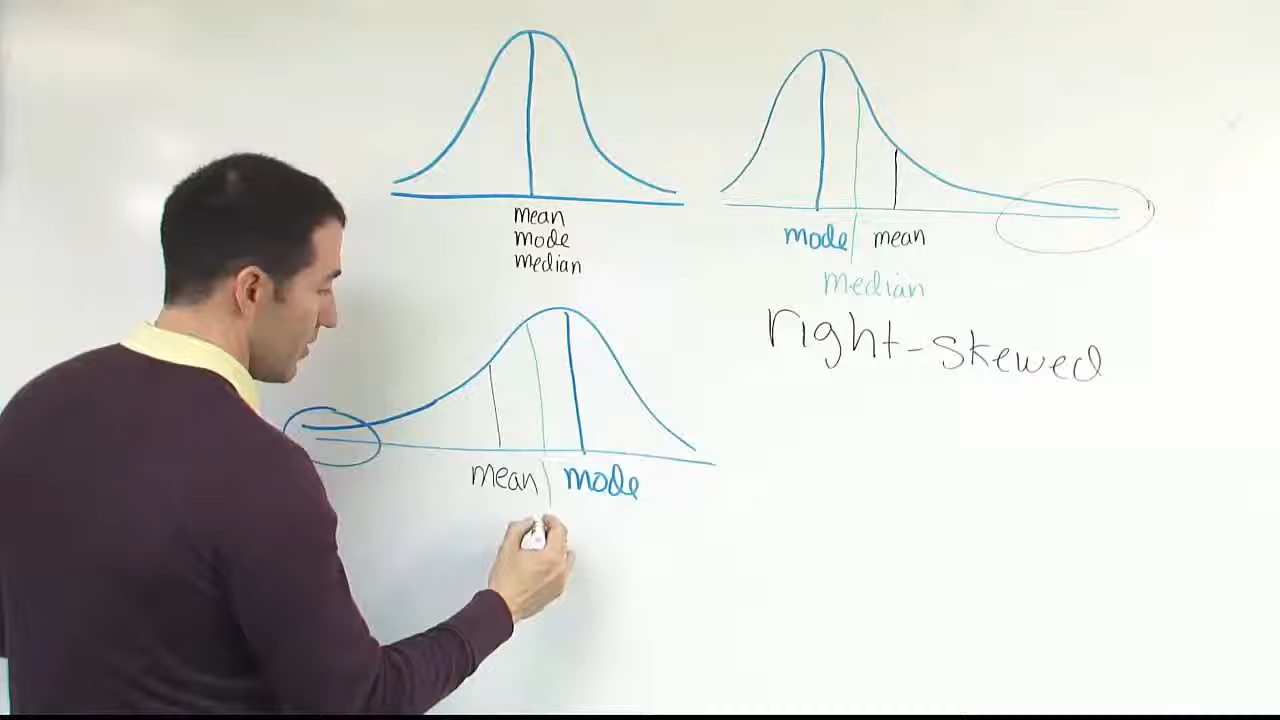 mean
mode
median
mode mean
median
right-skewed
mean mode